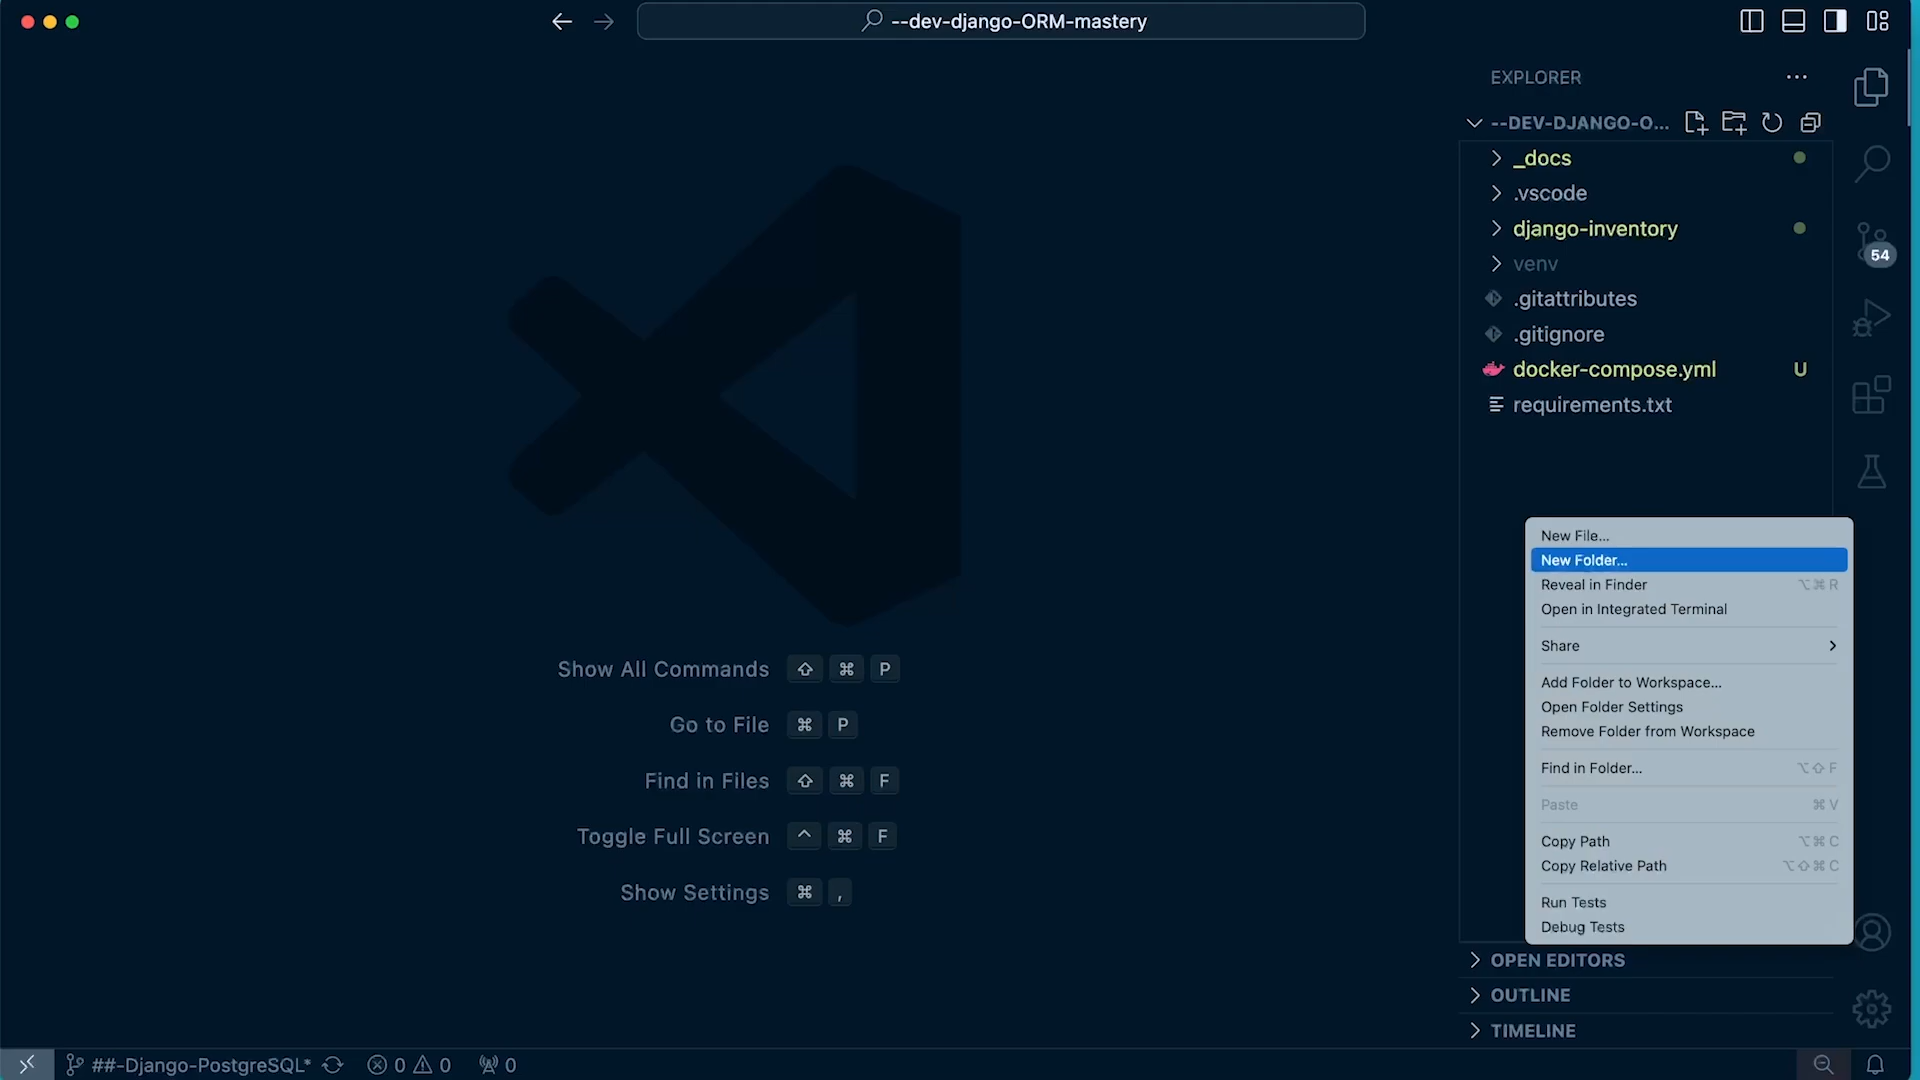 --dev-django-ORM-mastery
EXPLORER
--DEV-DJANGO-O...
_docs
.vscode
django-inventory
venv
.gitattributes
.gitignore
docker-compose.yml U
requirements.txt
54
New File...
New Folder...
Reveal in Finder ⌥⌘R
Open in Integrated Terminal
Share
Add Folder to Workspace...
Open Folder Settings
Remove Folder from Workspace
Find in Folder... ⌥⇧F
Paste ⌘V
Copy Path ⌥⌘C
Copy Relative Path ⌥⇧⌘C
Run Tests
Debug Tests
Show All Commands ⇧ ⌘ P
Go to File ⌘ P
Find in Files ⇧ ⌘ F
Toggle Full Screen ^ ⌘ F
Show Settings ⌘ ,
OPEN EDITORS
OUTLINE
TIMELINE
##-Django-PostgreSQL* 0 0 0